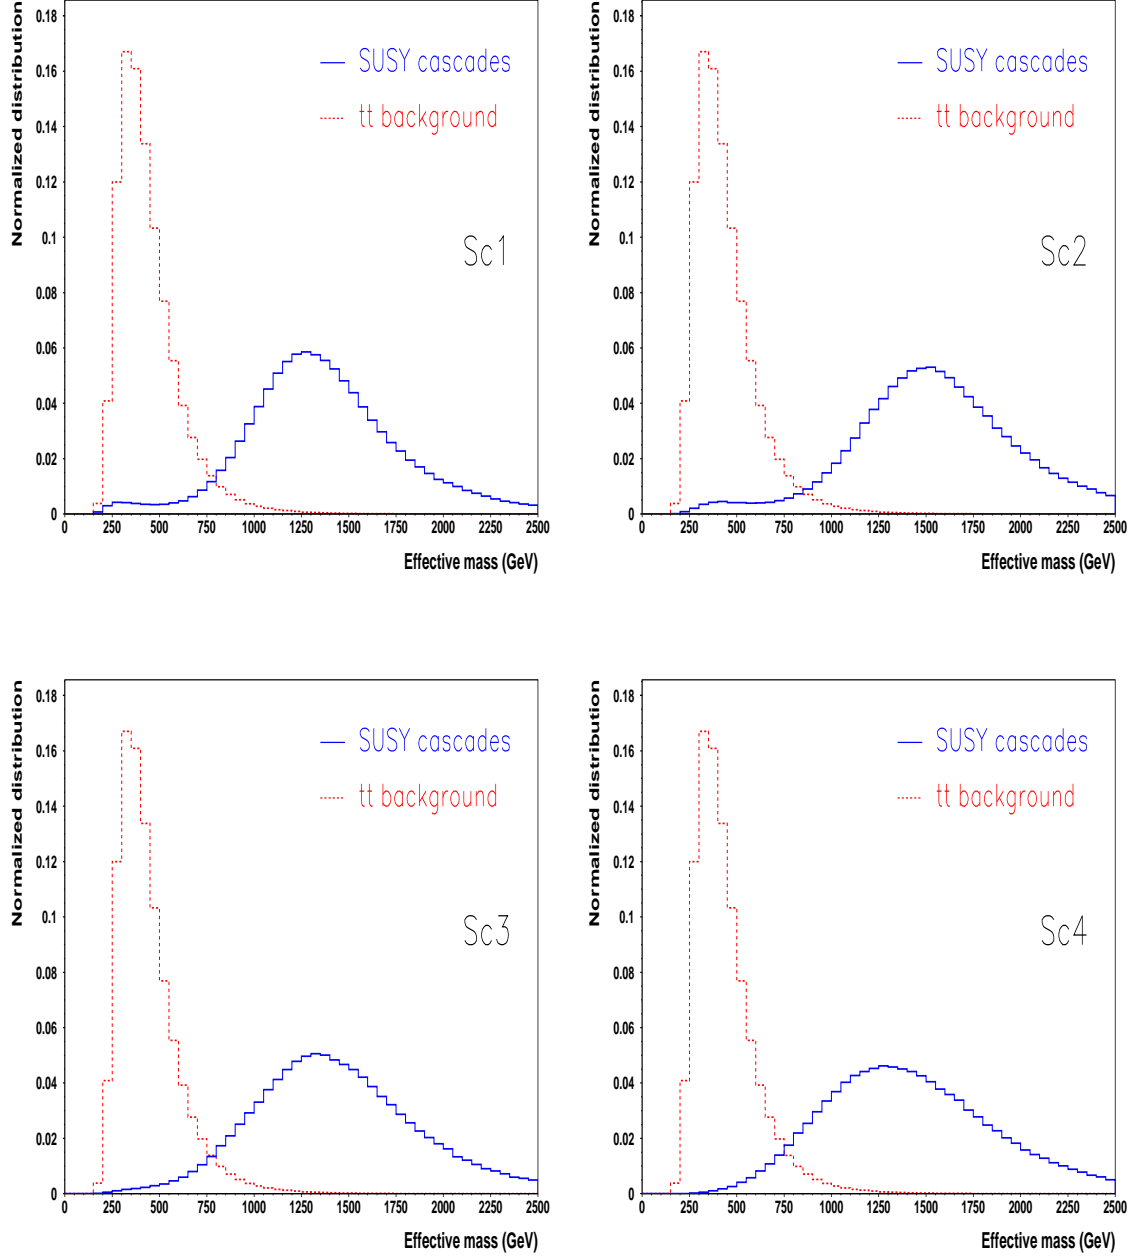 Normalized distribution
0.18
0.16
0.14
0.12
0.1
0.08
0.06
0.04
0.02
0
SUSY cascades
tt background
Sc1
0 250 500 750 1000 1250 1500 1750 2000 2250 2500
Effective mass (GeV)
Normalized distribution
0.18
0.16
0.14
0.12
0.1
0.08
0.06
0.04
0.02
0
SUSY cascades
tt background
Sc2
0 250 500 750 1000 1250 1500 1750 2000 2250 2500
Effective mass (GeV)
Normalized distribution
0.18
0.16
0.14
0.12
0.1
0.08
0.06
0.04
0.02
0
SUSY cascades
tt background
Sc3
0 250 500 750 1000 1250 1500 1750 2000 2250 2500
Effective mass (GeV)
Normalized distribution
0.18
0.16
0.14
0.12
0.1
0.08
0.06
0.04
0.02
0
SUSY cascades
tt background
Sc4
0 250 500 750 1000 1250 1500 1750 2000 2250 2500
Effective mass (GeV)